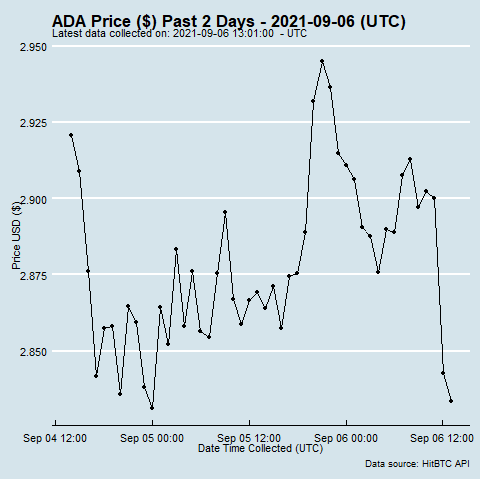 ADA Price ($) Past 2 Days - 2021-09-06 (UTC)
Latest data collected on: 2021-09-06 13:01:00  - UTC
2.950
2.925
2.900
2.875
2.850
Price USD ($)
Sep 04 12:00 Sep 05 00:00 Sep 05 12:00 Sep 06 00:00 Sep 06 12:00
Date Time Collected (UTC)
Data source: HitBTC API